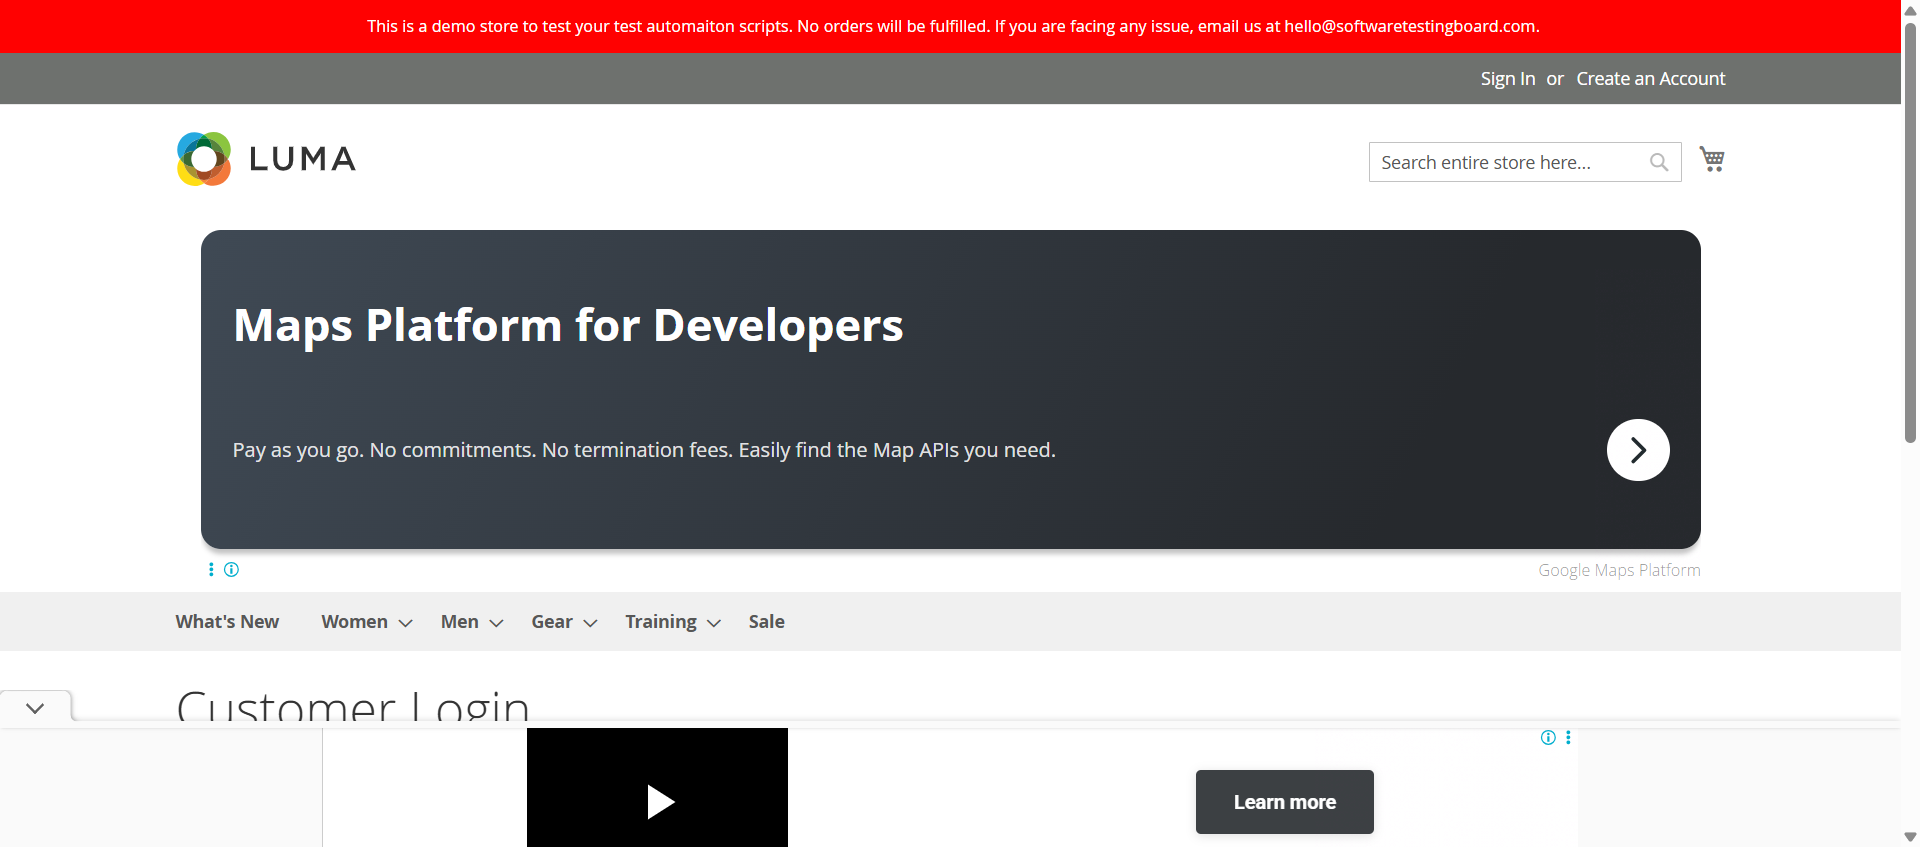 This is a demo store to test your test automaiton scripts. No orders will be fulfilled. If you are facing any issue, email us at hello@softwaretestingboard.com.
Sign In or Create an Account
LUMA
Search entire store here...
Maps Platform for Developers
Pay as you go. No commitments. No termination fees. Easily find the Map APIs you need.
Google Maps Platform
What's New Women Men Gear Training Sale
Customer Login
Learn more